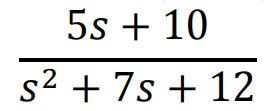 5s + 10
s² + 7s + 12